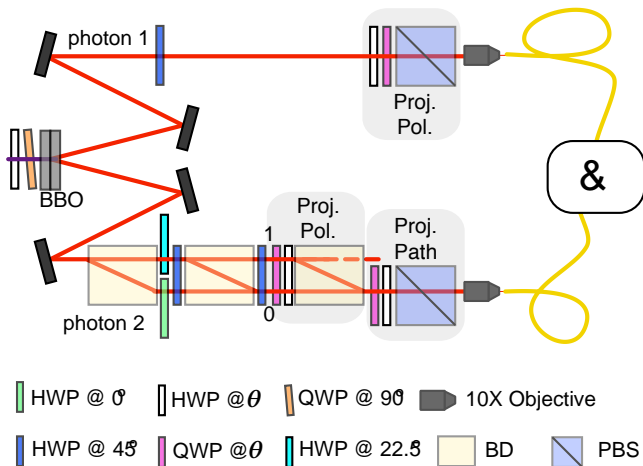 photon 1
Proj.
Pol.
BBO
&
Proj.
Pol.
1
Proj.
Path
0
photon 2
HWP @ 0°
HWP @θ
QWP @ 90°
10X Objective
HWP @ 45°
QWP @θ
HWP @ 22.5°
BD
PBS